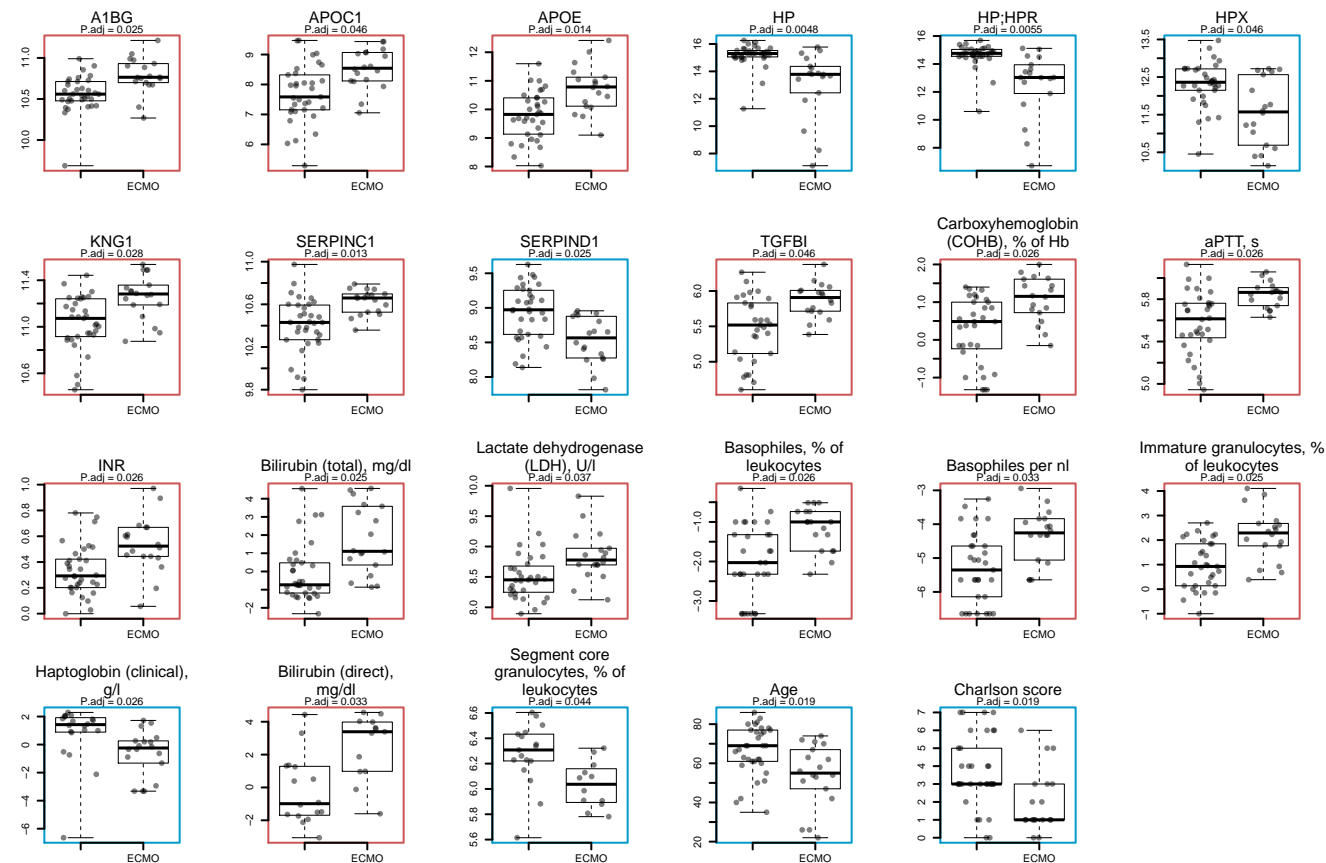 A1BG
P.adj = 0.025
11.0
10.5
10.0
ECMO
APOC1
P.adj = 0.046
9
8
7
6
ECMO
APOE
P.adj = 0.014
12
11
10
9
8
ECMO
HP
P.adj = 0.0048
16
14
12
10
8
ECMO
HP;HPR
P.adj = 0.0055
16
14
12
10
8
ECMO
HPX
P.adj = 0.046
13.5
12.5
11.5
10.5
ECMO
KNG1
P.adj = 0.028
11.4
11.0
10.6
ECMO
SERPINC1
P.adj = 0.013
11.0
10.6
10.2
9.8
ECMO
SERPIND1
P.adj = 0.025
9.5
9.0
8.5
8.0
ECMO
TGFBI
P.adj = 0.046
6.0
5.5
5.0
ECMO
Carboxyhemoglobin
(COHB), % of Hb
P.adj = 0.026
2.0
1.0
0.0
−1.0
ECMO
aPTT, s
P.adj = 0.026
5.8
5.4
5.0
ECMO
INR
P.adj = 0.026
1.0
0.8
0.6
0.4
0.2
0.0
ECMO
Bilirubin (total), mg/dl
P.adj = 0.025
4
3
2
1
0
−2
ECMO
Lactate dehydrogenase
(LDH), U/l
P.adj = 0.037
10.0
9.5
9.0
8.5
8.0
ECMO
Basophiles, % of
leukocytes
P.adj = 0.026
−1.0
−2.0
−3.0
ECMO
Basophiles per nl
P.adj = 0.033
−3
−4
−5
−6
ECMO
Immature granulocytes, %
of leukocytes
P.adj = 0.025
4
3
2
1
0
−1
ECMO
Haptoglobin (clinical),
g/l
P.adj = 0.026
2
0
−2
−4
−6
ECMO
Bilirubin (direct),
mg/dl
P.adj = 0.033
4
2
0
−2
ECMO
Segment core
granulocytes, % of
leukocytes
P.adj = 0.044
6.6
6.4
6.2
6.0
5.8
5.6
ECMO
Age
P.adj = 0.019
80
60
40
20
ECMO
Charlson score
P.adj = 0.019
7
6
5
4
3
2
1
0
ECMO